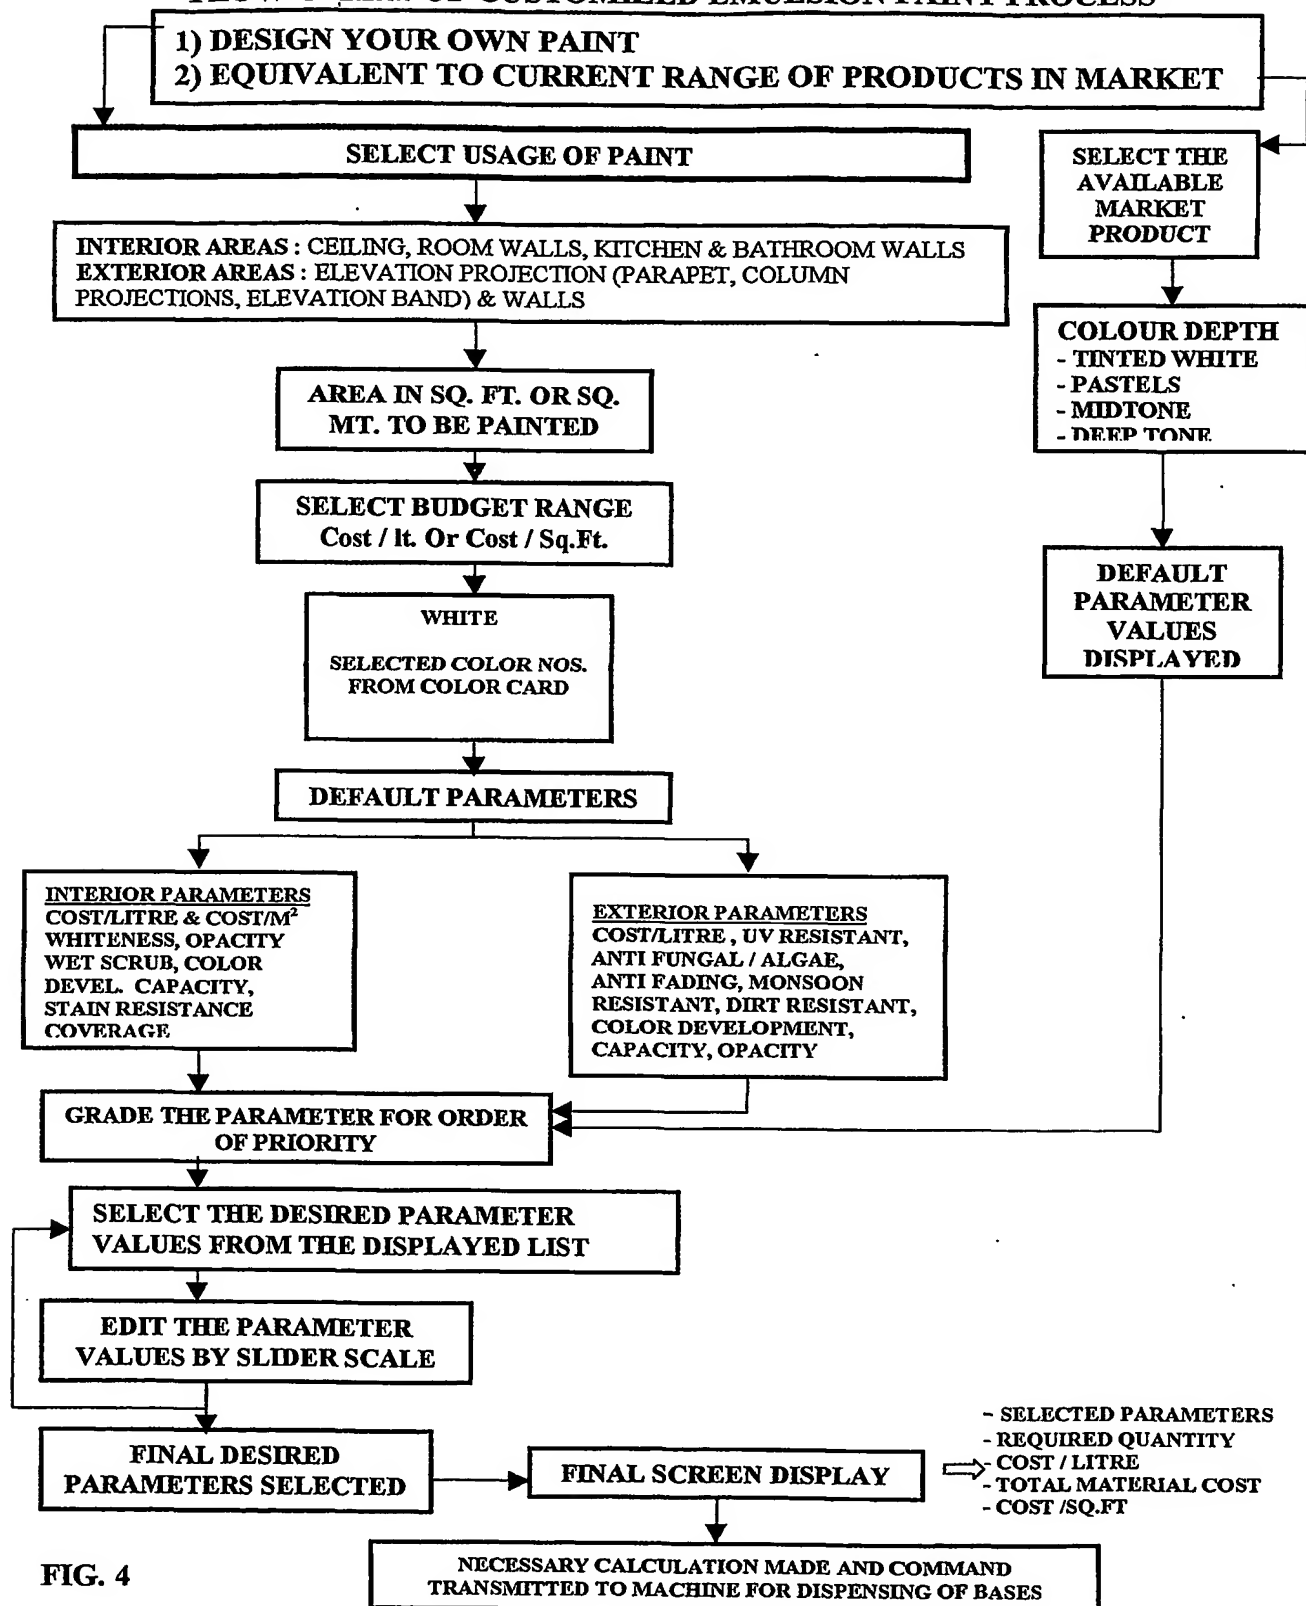 CUSTOMIZED EMULSION PAINT PROCESS
1) DESIGN YOUR OWN PAINT
2) EQUIVALENT TO CURRENT RANGE OF PRODUCTS IN MARKET
SELECT USAGE OF PAINT
SELECT THE
AVAILABLE
MARKET
PRODUCT
INTERIOR AREAS : CEILING, ROOM WALLS, KITCHEN & BATHROOM WALLS
EXTERIOR AREAS : ELEVATION PROJECTION (PARAPET, COLUMN
PROJECTIONS, ELEVATION BAND) & WALLS
COLOUR DEPTH
- TINTED WHITE
- PASTELS
- MIDTONE
- DEEP TONE
AREA IN SQ. FT. OR SQ.
MT. TO BE PAINTED
SELECT BUDGET RANGE
Cost / lt. Or Cost / Sq.Ft.
DEFAULT
PARAMETER
VALUES
DISPLAYED
WHITE
SELECTED COLOR NOS.
FROM COLOR CARD
DEFAULT PARAMETERS
INTERIOR PARAMETERS
COST/LITRE & COST/M²
WHITENESS, OPACITY
WET SCRUB, COLOR
DEVEL. CAPACITY,
STAIN RESISTANCE
COVERAGE
EXTERIOR PARAMETERS
COST/LITRE , UV RESISTANT,
ANTI FUNGAL / ALGAE,
ANTI FADING, MONSOON
RESISTANT, DIRT RESISTANT,
COLOR DEVELOPMENT,
CAPACITY, OPACITY
GRADE THE PARAMETER FOR ORDER
OF PRIORITY
SELECT THE DESIRED PARAMETER
VALUES FROM THE DISPLAYED LIST
EDIT THE PARAMETER
VALUES BY SLIDER SCALE
FINAL DESIRED
PARAMETERS SELECTED
FINAL SCREEN DISPLAY
- SELECTED PARAMETERS
- REQUIRED QUANTITY
- COST / LITRE
- TOTAL MATERIAL COST
- COST /SQ.FT
NECESSARY CALCULATION MADE AND COMMAND
TRANSMITTED TO MACHINE FOR DISPENSING OF BASES
FIG. 4